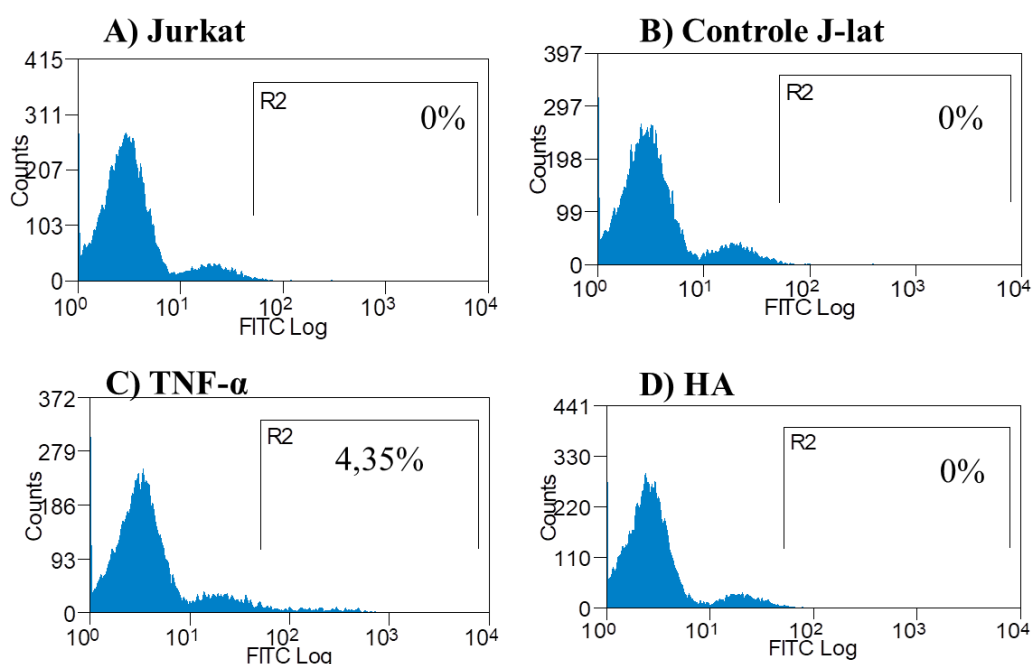 A) Jurkat
415
311
207
103
0
Counts
R2
0%
10⁰ 10¹ 10² 10³ 10⁴
FITC Log
B) Controle J-lat
397
297
198
99
0
Counts
R2
0%
10⁰ 10¹ 10² 10³ 10⁴
FITC Log
C) TNF-α
372
279
186
93
0
Counts
R2
4,35%
10⁰ 10¹ 10² 10³ 10⁴
FITC Log
D) HA
441
330
220
110
0
Counts
R2
0%
10⁰ 10¹ 10² 10³ 10⁴
FITC Log